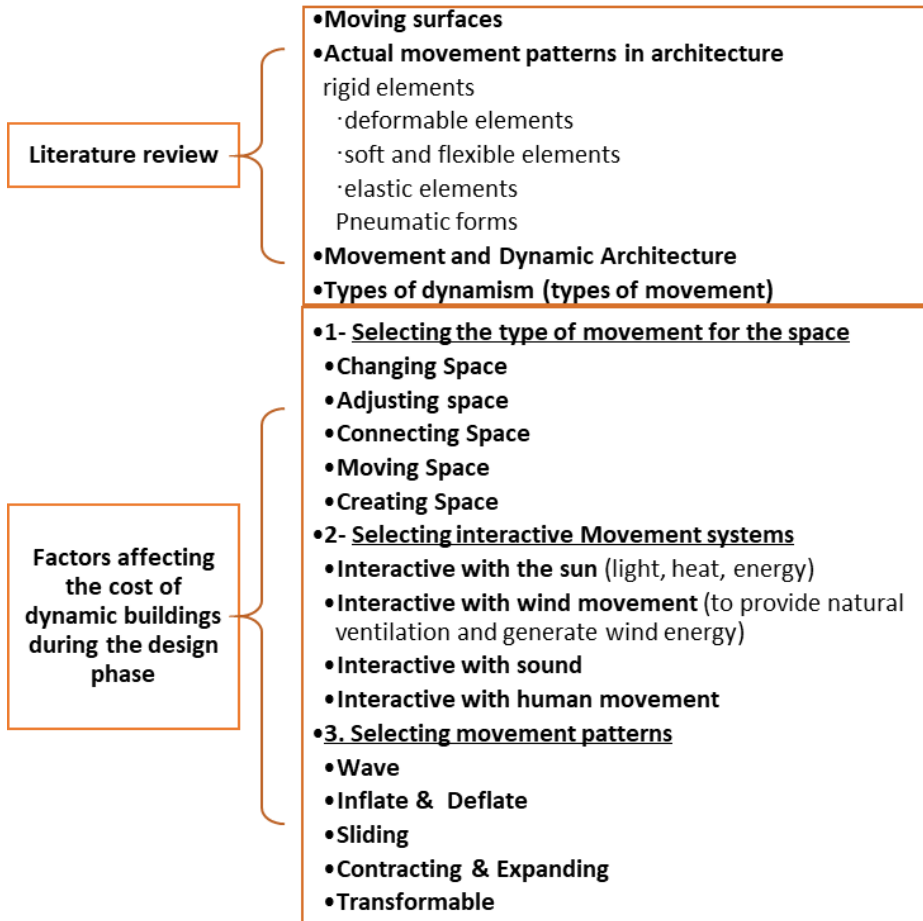 Literature review
•Moving surfaces
•Actual movement patterns in architecture
rigid elements
·deformable elements
·soft and flexible elements
·elastic elements
Pneumatic forms
•Movement and Dynamic Architecture
•Types of dynamism (types of movement)
Factors affecting
the cost of
dynamic buildings
during the design
phase
•1- Selecting the type of movement for the space
•Changing Space
•Adjusting space
•Connecting Space
•Moving Space
•Creating Space
•2- Selecting interactive Movement systems
•Interactive with the sun (light, heat, energy)
•Interactive with wind movement (to provide natural
ventilation and generate wind energy)
•Interactive with sound
•Interactive with human movement
•3. Selecting movement patterns
•Wave
•Inflate & Deflate
•Sliding
•Contracting & Expanding
•Transformable